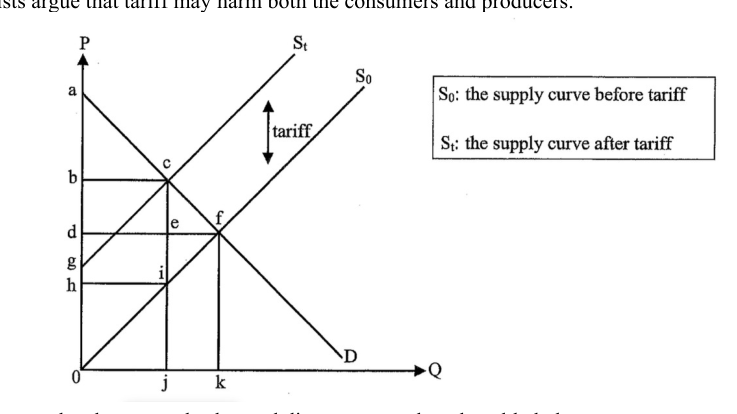 argue that tariff may harm both the consumers and producers.
P
St
a
S0
S0: the supply curve before tariff
tariff
St: the supply curve after tariff
c
b
d
e
f
g
h
i
D
0
j
k
Q